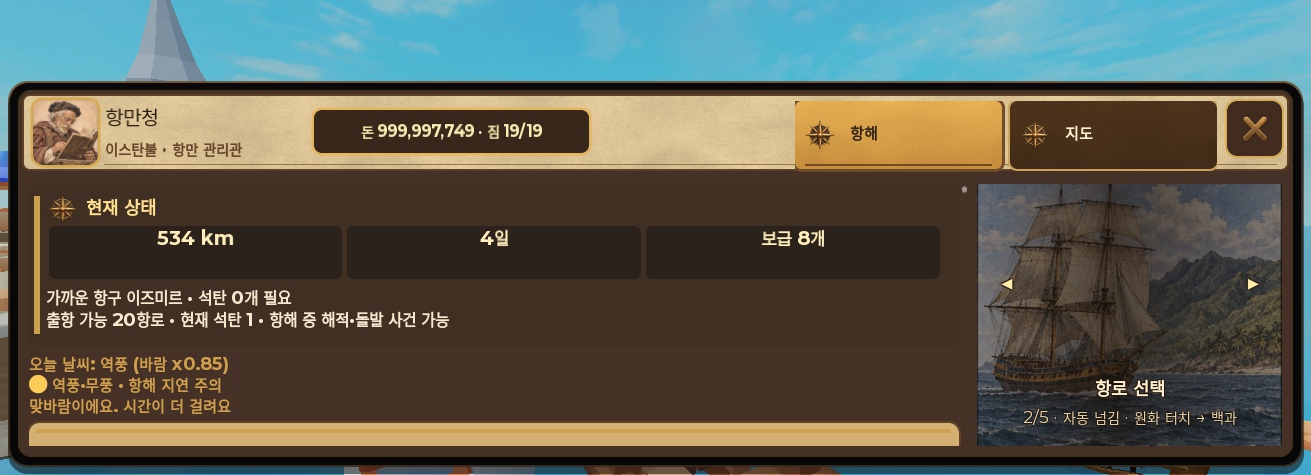 항만청
이스탄불 • 항만 관리관
돈 999,997,749 · 짐 19/19
항해
지도
현재 상태
534 km
4일
보급 8개
가까운 항구 이즈미르 • 석탄 0개 필요
출항 가능 20항로 • 현재 석탄 1 • 항해 중 해적•돌발 사건 가능
오늘 날씨: 역풍 (바람 x0.85)
역풍•무풍 • 항해 지연 주의
맞바람이에요. 시간이 더 걸려요
항로 선택
2/5 · 자동 넘김 · 원화 터치 → 백과